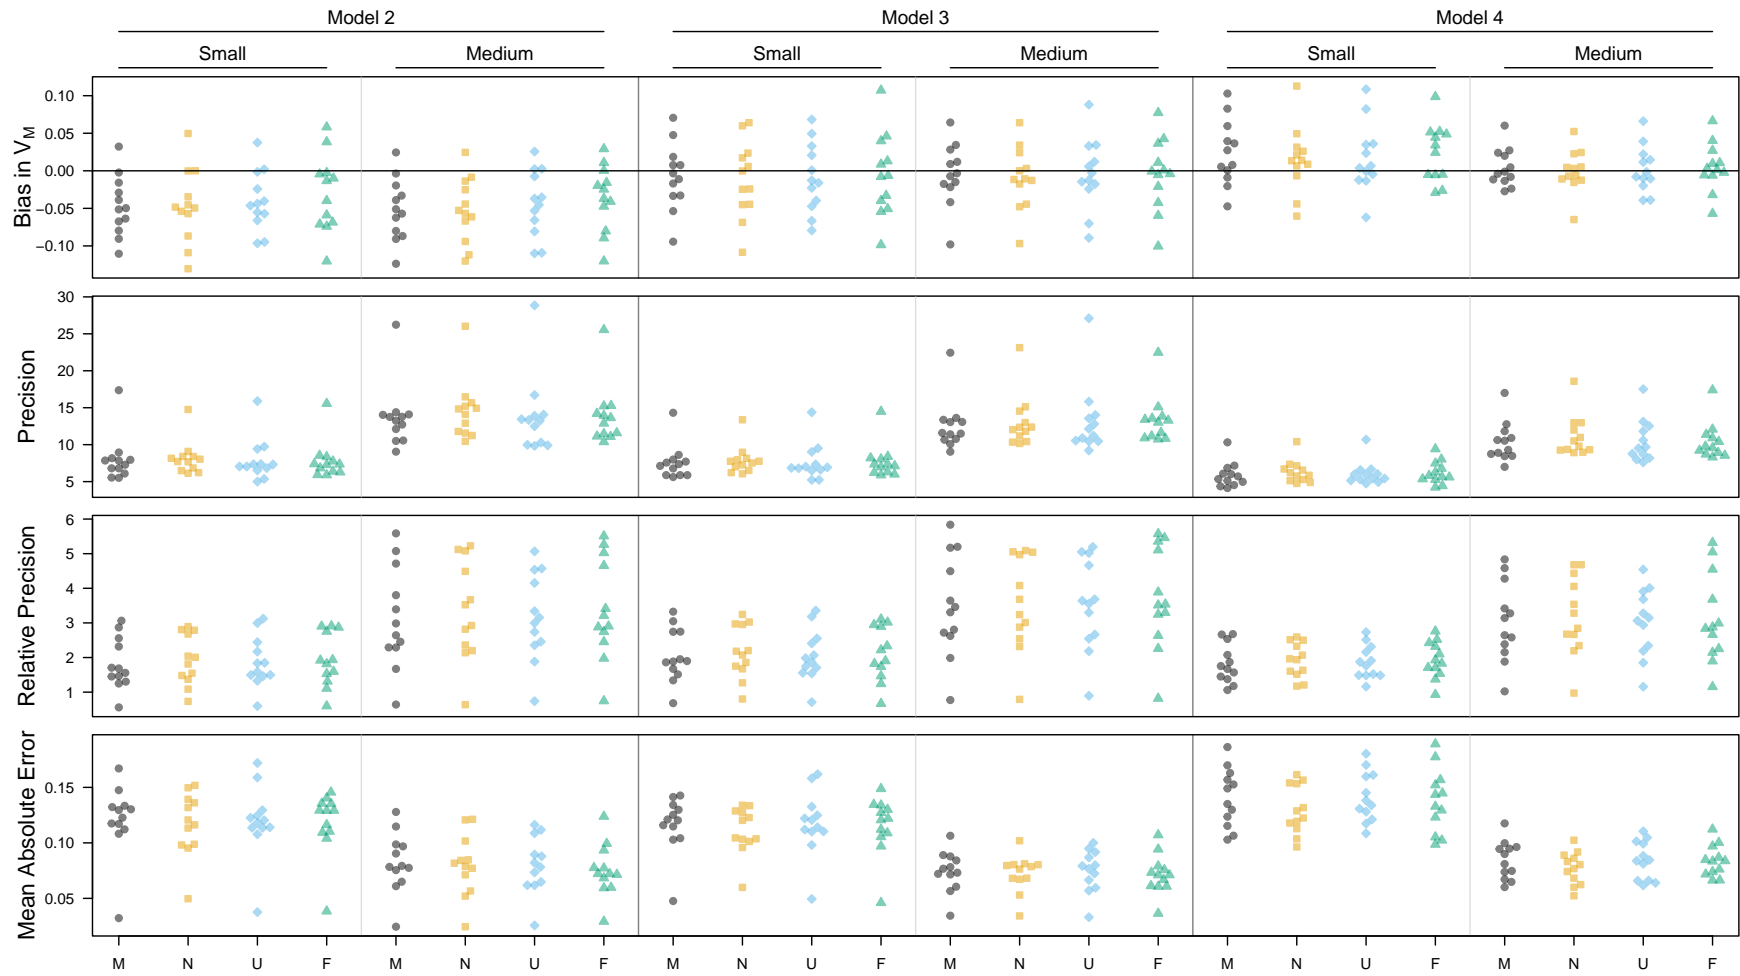 Model 2 Model 3 Model 4
Small Medium Small Medium Small Medium
Bias in VM
0.10
0.05
0.00
−0.05
−0.10
Precision
30
25
20
15
10
5
Relative Precision
6
5
4
3
2
1
Mean Absolute Error
0.15
0.10
0.05
M N U F M N U F M N U F M N U F M N U F M N U F